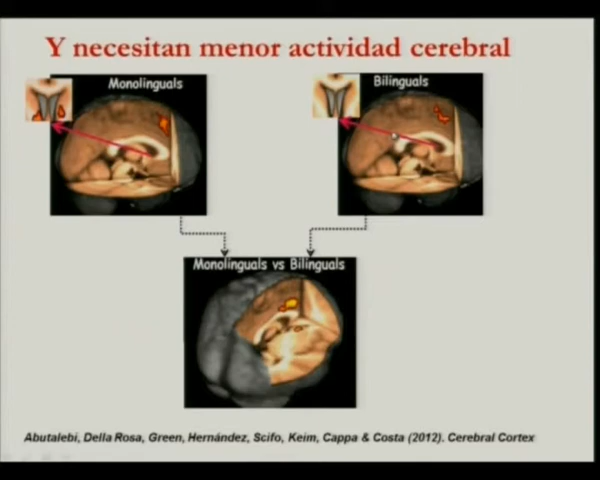 Y necesitan menor actividad cerebral
Monolinguals
Bilinguals
Monolinguals vs Bilinguals
Abutalebi, Della Rosa, Green, Hernández, Scifo, Keim, Cappa & Costa (2012). Cerebral Cortex